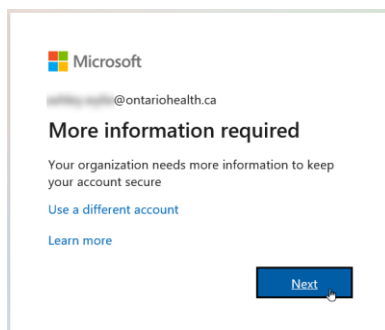 Microsoft
@ontariohealth.ca
More information required
Your organization needs more information to keep
your account secure
Use a different account
Learn more
Next